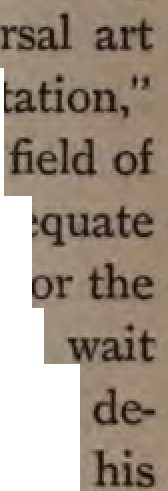 rsal art
tation,”
field of
equate
or the
wait
de-
his